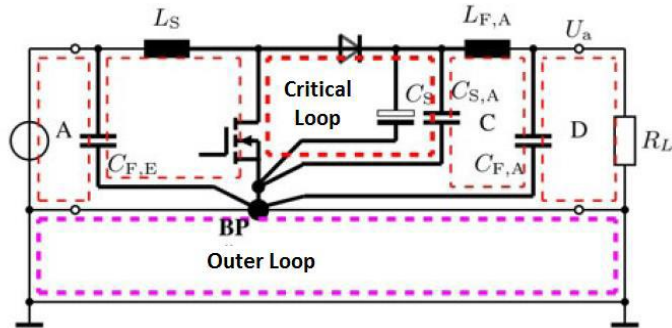 L_S
L_F,A
U_a
A
Critical
Loop
C_S
C_S,A
C
D
C_F,E
C_F,A
R_L
BP
Outer Loop